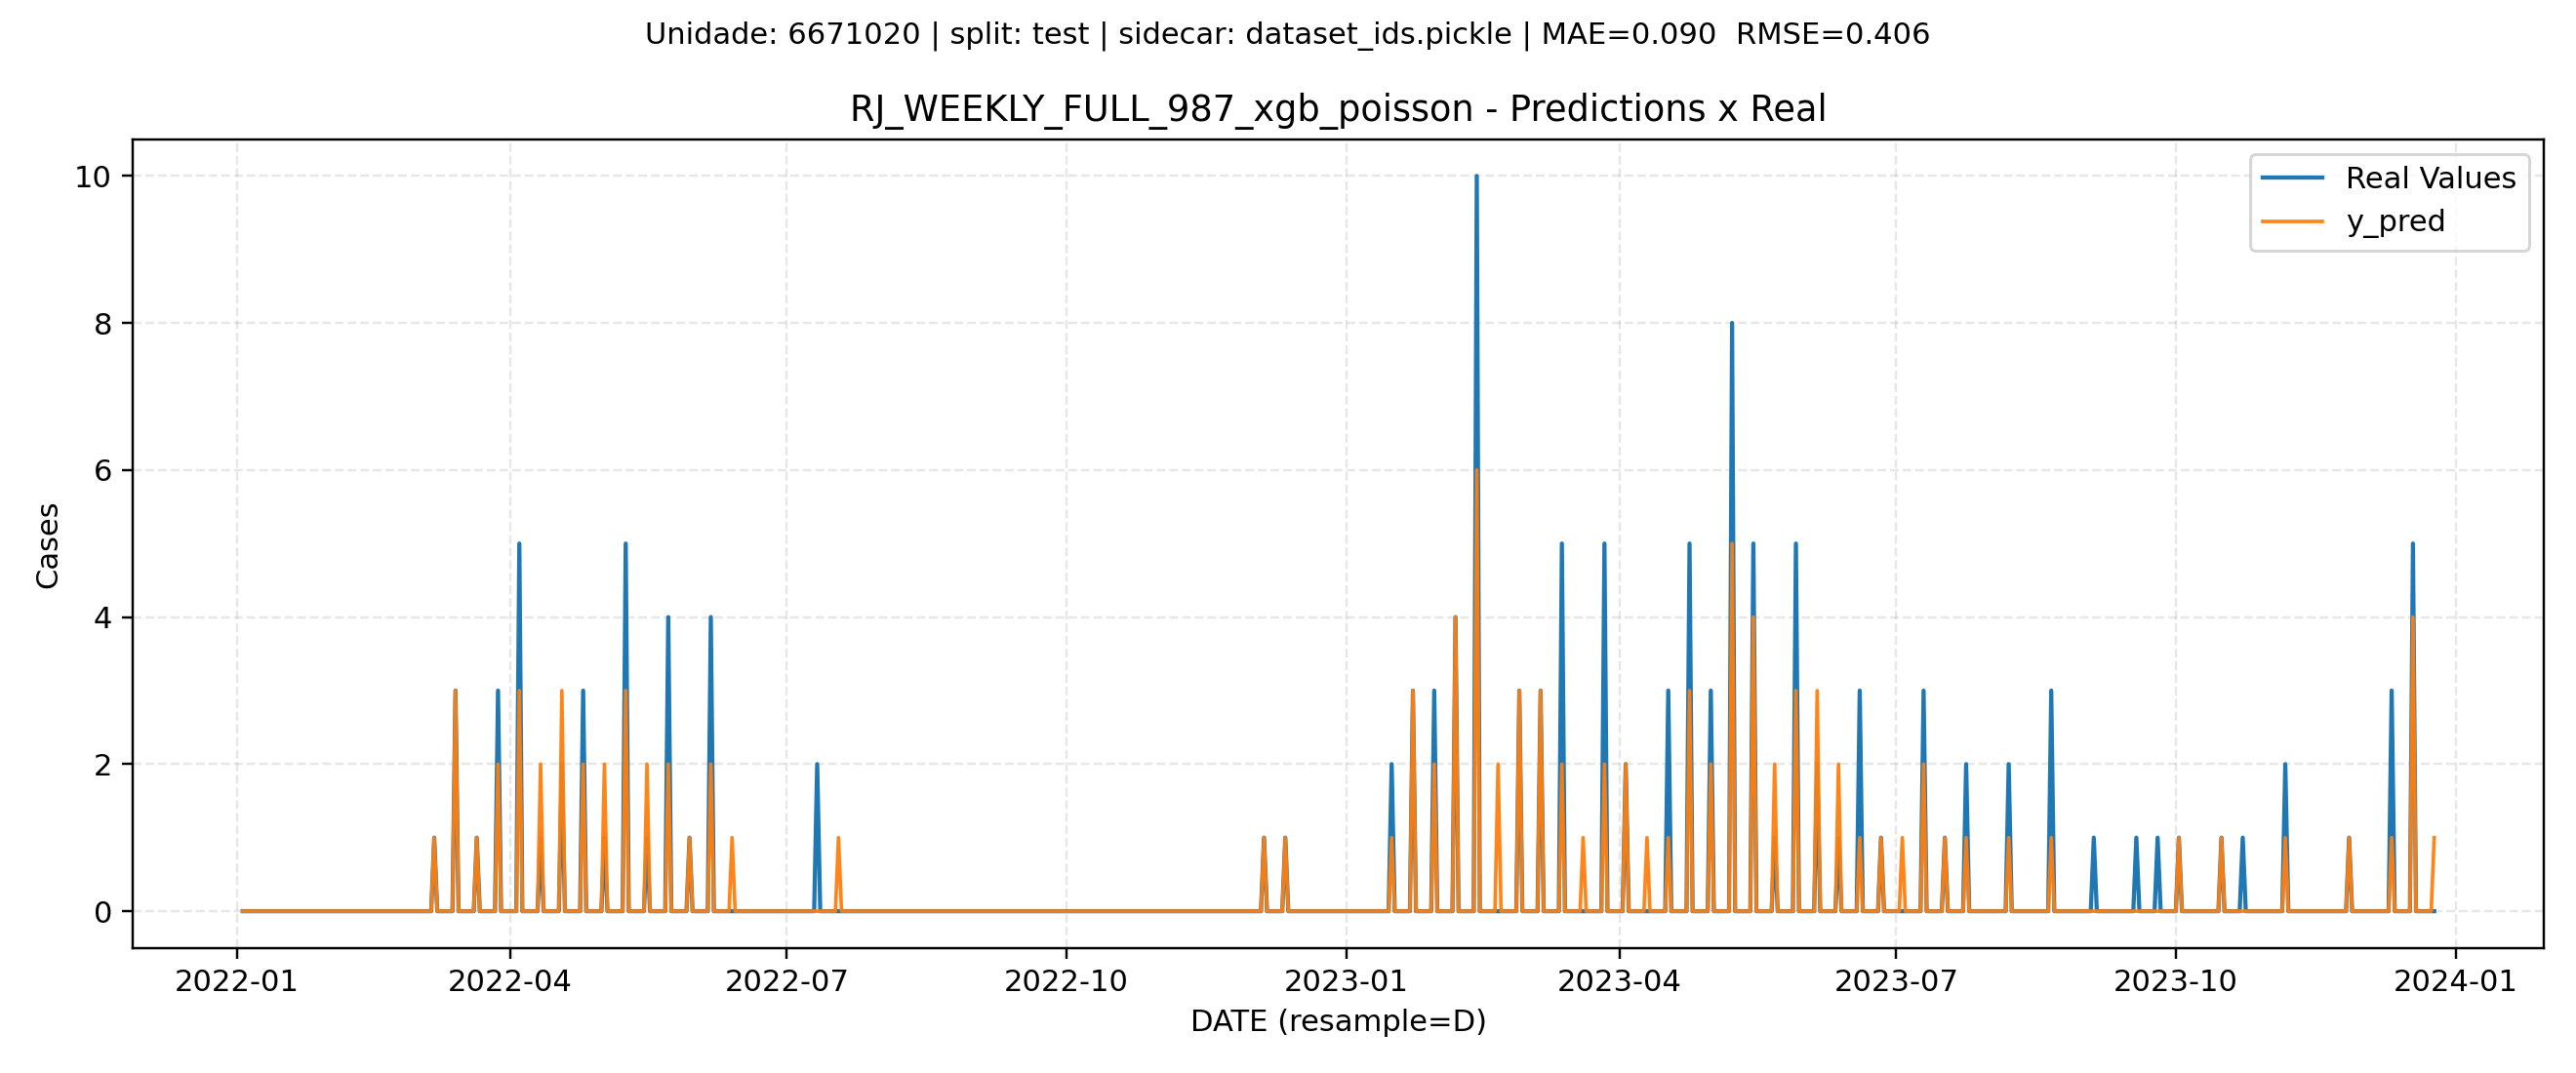 Unidade: 6671020 | split: test | sidecar: dataset_ids.pickle | MAE=0.090  RMSE=0.406
RJ_WEEKLY_FULL_987_xgb_poisson - Predictions x Real
Real Values
y_pred
Cases
10
8
6
4
2
0
2022-01
2022-04
2022-07
2022-10
2023-01
2023-04
2023-07
2023-10
2024-01
DATE (resample=D)